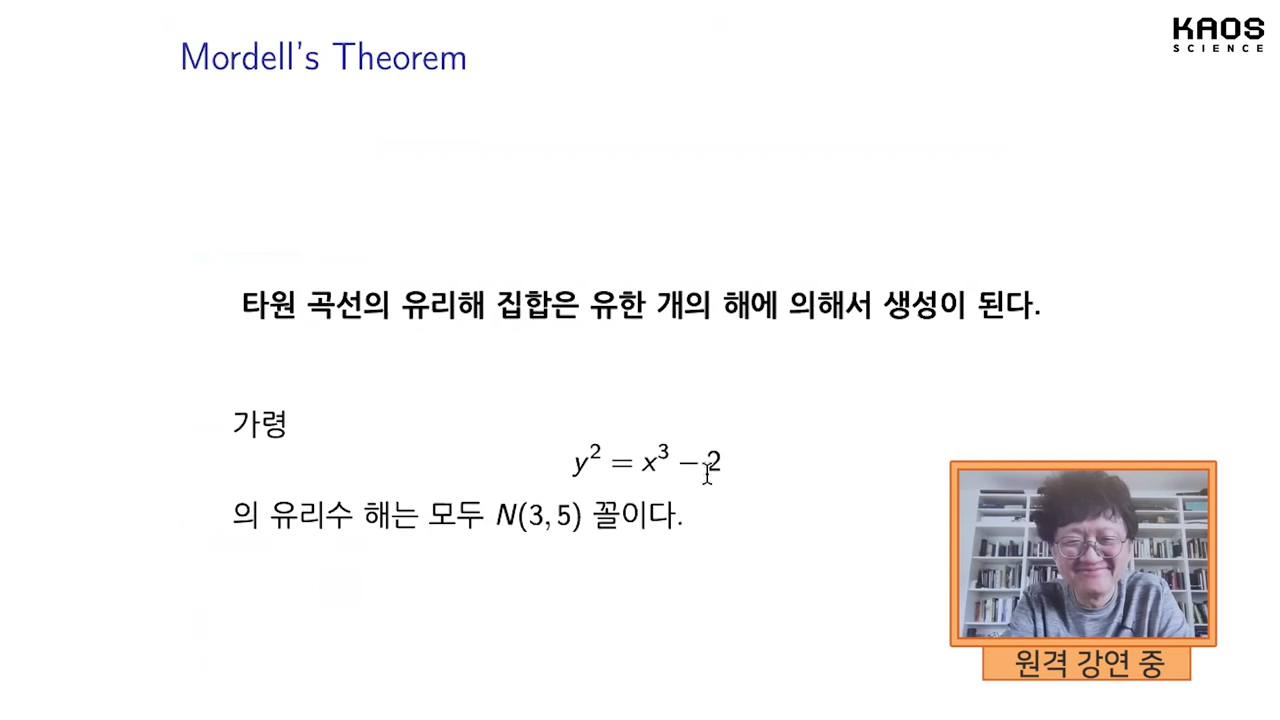 KAOS
SCIENCE
Mordell's Theorem
타원 곡선의 유리해 집합은 유한 개의 해에 의해서 생성이 된다.
가령
y² = x³ − 2
의 유리수 해는 모두 N(3, 5) 꼴이다.
원격 강연 중